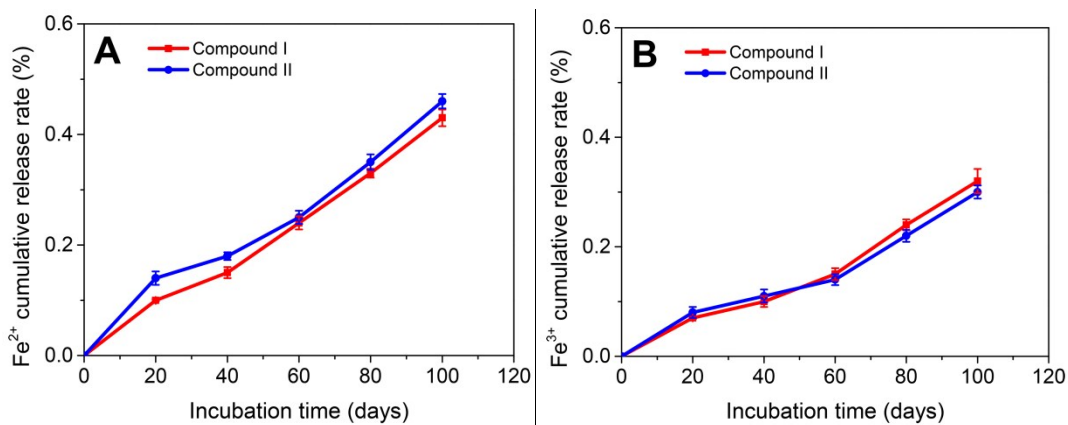 A
Compound I
Compound II
Fe²⁺ cumulative release rate (%)
0.6
0.4
0.2
0.0
0 20 40 60 80 100 120
Incubation time (days)
B
Compound I
Compound II
Fe³⁺ cumulative release rate (%)
0.6
0.4
0.2
0.0
0 20 40 60 80 100 120
Incubation time (days)